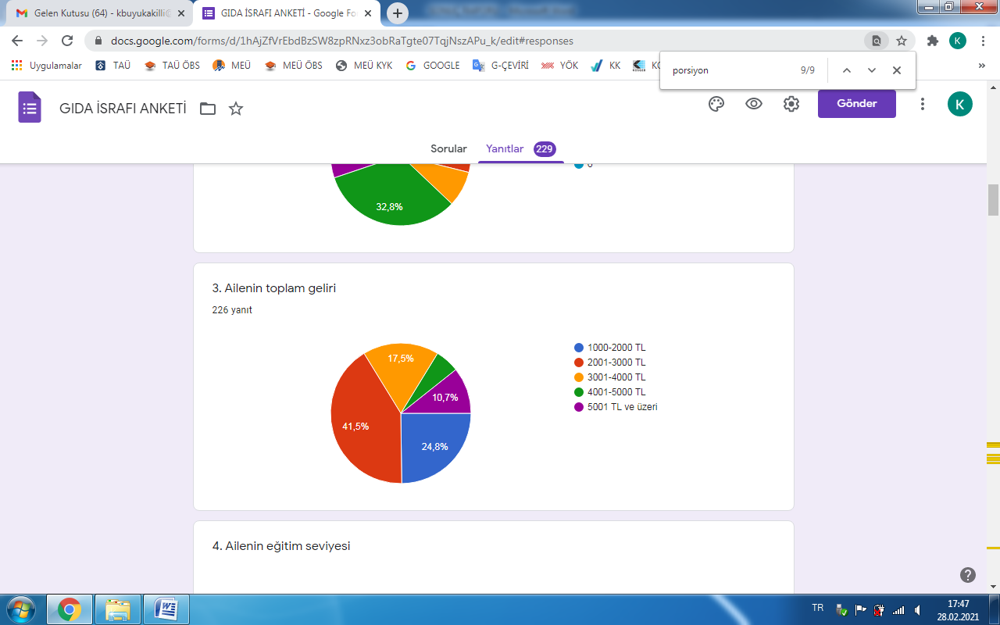 Gelen Kutusu (64) - kbuyukakilli@
GIDA İSRAFI ANKETİ - Google Fo
docs.google.com/forms/d/1hAjZfVrEbdBzSW8zpRNxz3obRaTgte07TqjNszAPu_k/edit#responses
K
Uygulamalar TAÜ TAÜ ÖBS MEÜ MEÜ ÖBS MEÜ KYK GOOGLE G-ÇEVİRİ YÖK KK
porsiyon 9/9
GIDA İSRAFI ANKETİ
Gönder
K
Sorular Yanıtlar 229
32,8%
3. Ailenin toplam geliri
226 yanıt
17,5%
10,7%
41,5%
24,8%
1000-2000 TL
2001-3000 TL
3001-4000 TL
4001-5000 TL
5001 TL ve üzeri
4. Ailenin eğitim seviyesi
TR
17:47
28.02.2021